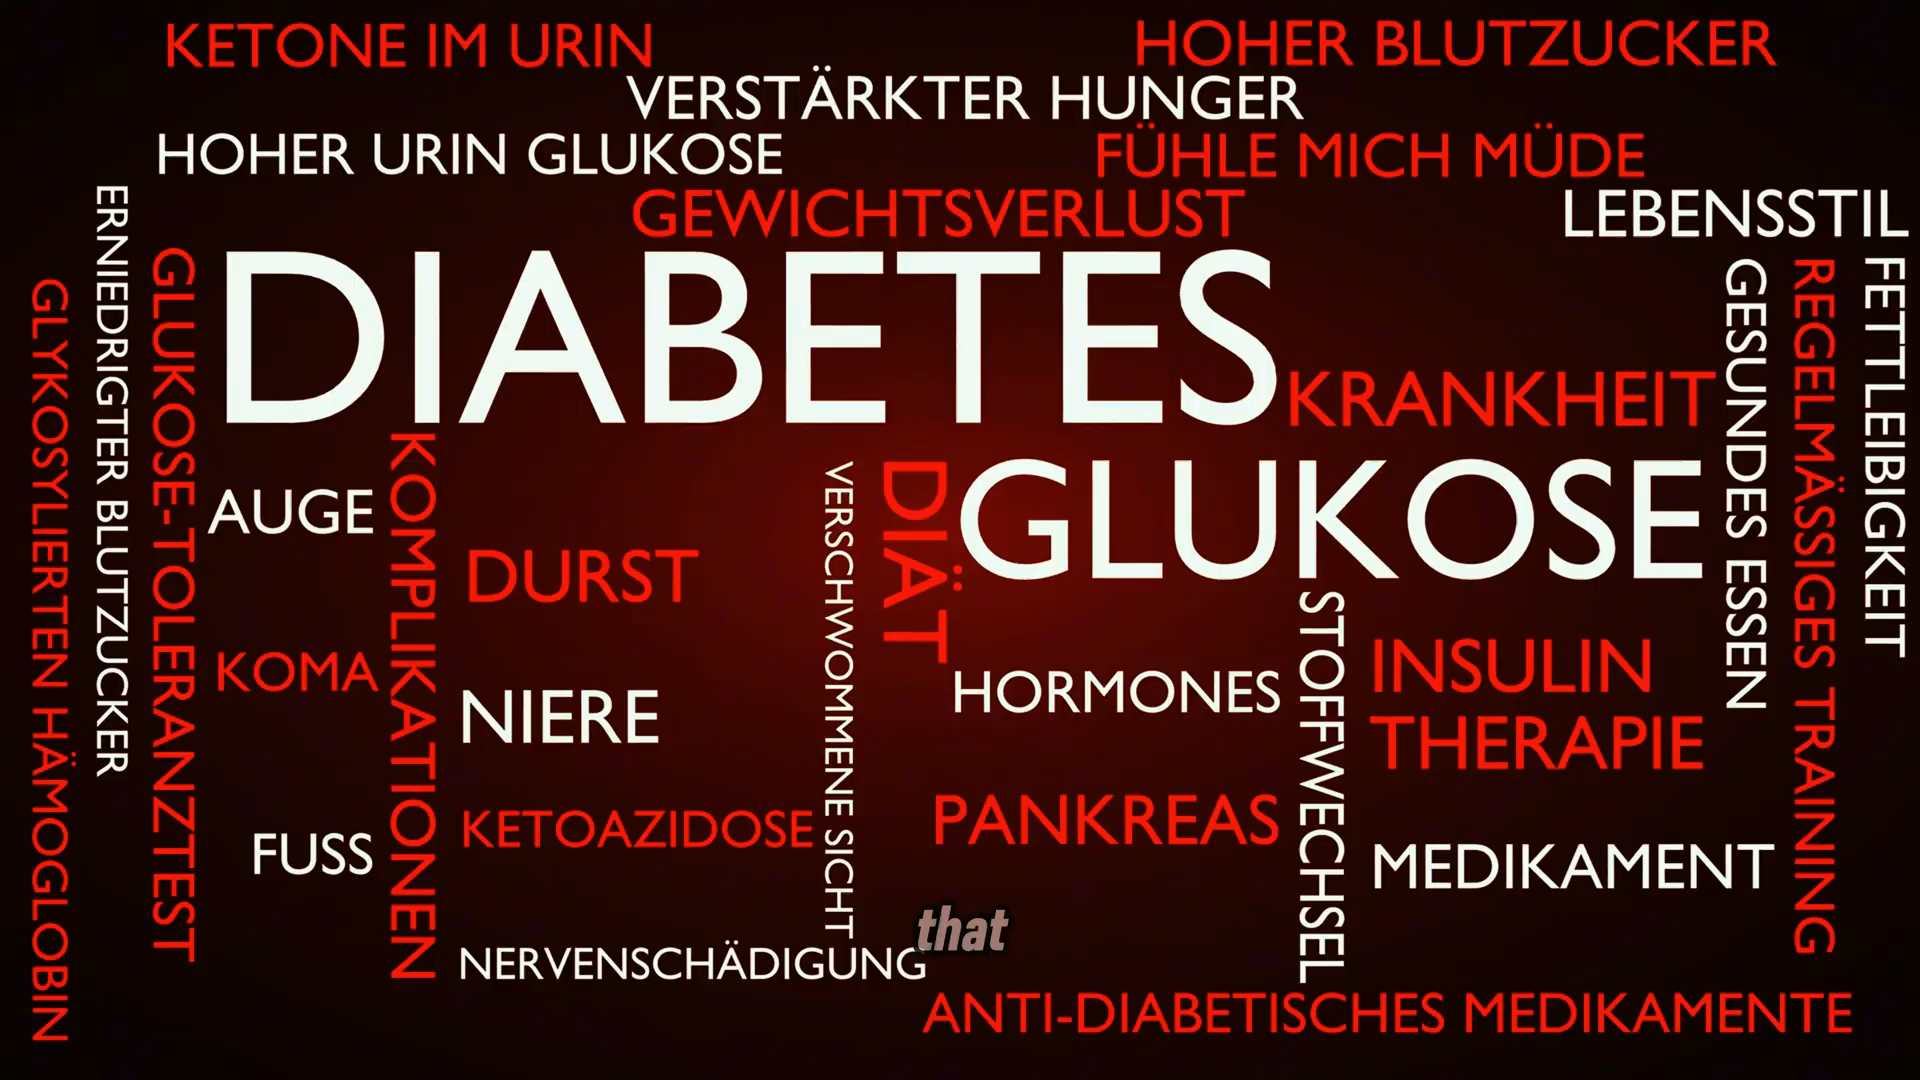 KETONE IM URIN
HOHER BLUTZUCKER
VERSTÄRKTER HUNGER
HOHER URIN GLUKOSE
FÜHLE MICH MÜDE
GEWICHTSVERLUST
LEBENSSTIL
GLYKOSYLIERTEN HÄMOGLOBIN
ERNIEDRIGTER BLUTZUCKER
GLUKOSE-TOLERANZTEST
DIABETES
KRANKHEIT
GESUNDES ESSEN
REGELMÄSSIGES TRAINING
FETTLEIBIGKEIT
AUGE
KOMPLIKATIONEN
DURST
VERSCHWOMMENE SICHT
DIÄT
GLUKOSE
KOMA
NIERE
HORMONES
STOFFWECHSEL
INSULIN
THERAPIE
FUSS
KETOAZIDOSE
PANKREAS
MEDIKAMENT
that
NERVENSCHÄDIGUNG
ANTI-DIABETISCHES MEDIKAMENTE